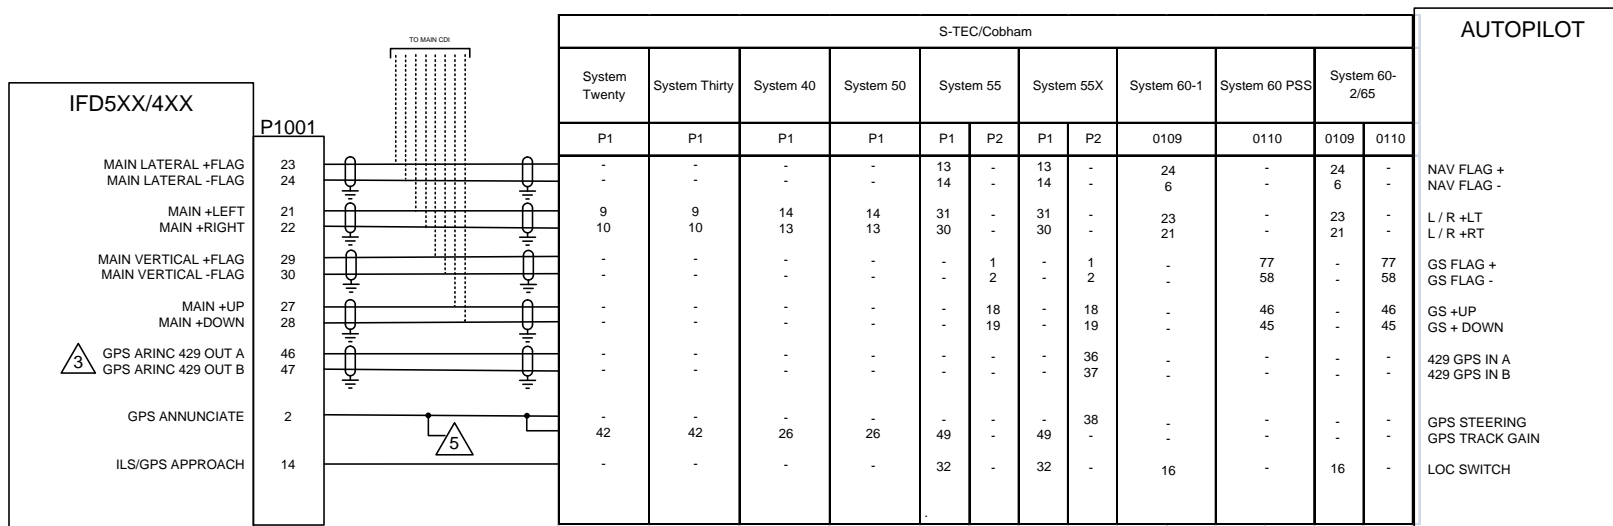 TO MAIN CDI
S-TEC/Cobham
AUTOPILOT
System Twenty System Thirty System 40 System 50 System 55 System 55X System 60-1 System 60 PSS System 60-2/65
IFD5XX/4XX
P1001
P1 P1 P1 P1 P1 P2 P1 P2 0109 0110 0109 0110
MAIN LATERAL +FLAG 23 - - - - 13 - 13 - 24 - 24 - NAV FLAG +
MAIN LATERAL -FLAG 24 - - - - 14 - 14 - 6 - 6 - NAV FLAG -
MAIN +LEFT 21 9 9 14 14 31 - 31 - 23 - 23 - L / R +LT
MAIN +RIGHT 22 10 10 13 13 30 - 30 - 21 - 21 - L / R +RT
MAIN VERTICAL +FLAG 29 - - - - - 1 - 1 - 77 - 77 GS FLAG +
MAIN VERTICAL -FLAG 30 - - - - - 2 - 2 - 58 - 58 GS FLAG -
MAIN +UP 27 - - - - - 18 - 18 - 46 - 46 GS +UP
MAIN +DOWN 28 - - - - - 19 - 19 - 45 - 45 GS + DOWN
3 GPS ARINC 429 OUT A 46 - - - - - - - 36 - - - - 429 GPS IN A
GPS ARINC 429 OUT B 47 - - - - - - - 37 - - - - 429 GPS IN B
GPS ANNUNCIATE 2 - - - - - - - 38 - - - - GPS STEERING
5 42 42 26 26 49 - 49 - - - - - GPS TRACK GAIN
ILS/GPS APPROACH 14 - - - - 32 - 32 - 16 - 16 - LOC SWITCH
.